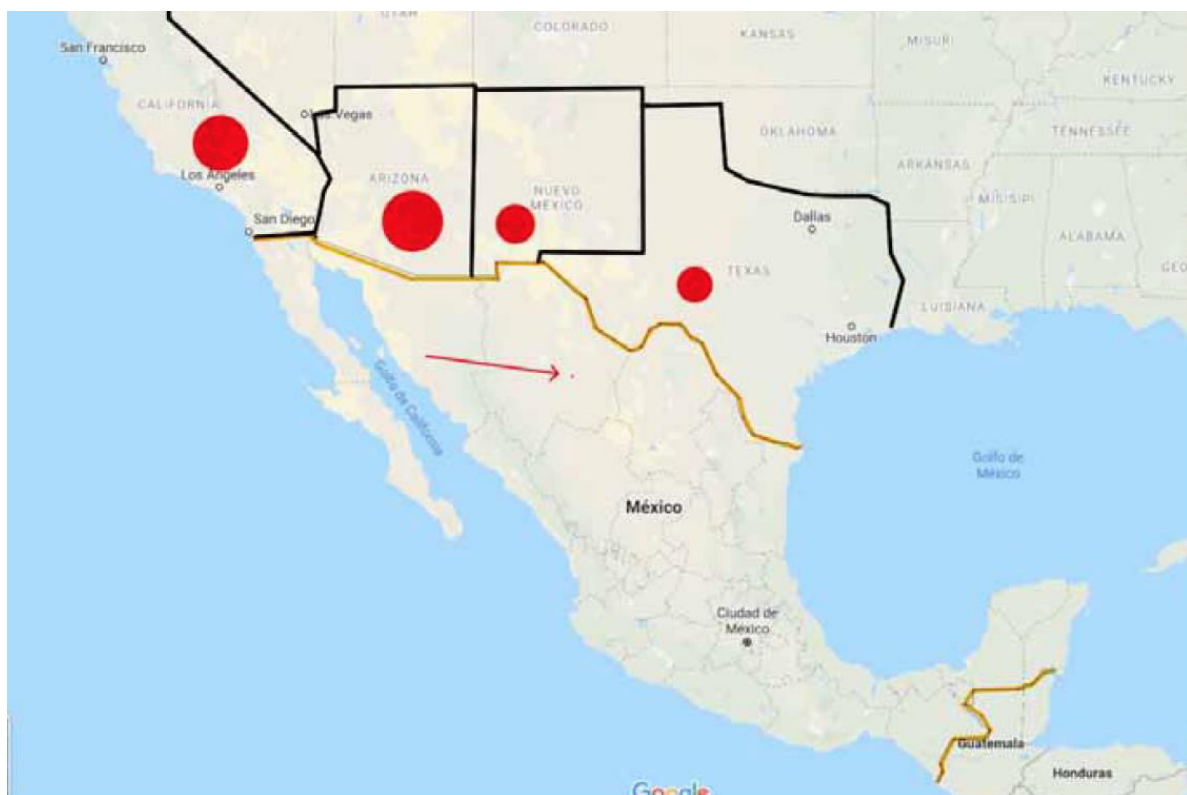 UTAH
COLORADO
KANSAS
MISURI
San Francisco
KENTUCKY
CALIFORNIA
Las Vegas
OKLAHOMA
TENNESSEE
ARKANSAS
Los Angeles
ARIZONA
NUEVO
MEXICO
MISISIPI
San Diego
Dallas
ALABAMA
TEXAS
GEO
LUISIANA
Houston
Golfo de California
Golfo de
México
México
Ciudad de
México
Guatemala
Honduras
Google